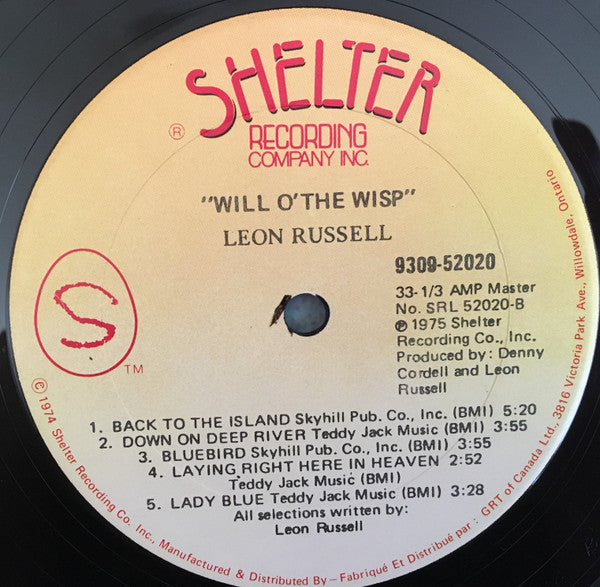 SHELTER
®
RECORDING
COMPANY INC.
"WILL O'THE WISP"
LEON RUSSELL
9309-52020
33-1/3 AMP Master
No. SRL 52020-B
℗ 1975 Shelter
Recording Co., Inc.
Produced by: Denny
Cordell and Leon
Russell
S
TM
1. BACK TO THE ISLAND Skyhill Pub. Co., Inc. (BMI) 5:20
2. DOWN ON DEEP RIVER Teddy Jack Music (BMI) 3:55
3. BLUEBIRD Skyhill Pub. Co., Inc. (BMI) 3:55
4. LAYING RIGHT HERE IN HEAVEN 2:52
Teddy Jack Music (BMI)
5. LADY BLUE Teddy Jack Music (BMI) 3:28
All selections written by:
Leon Russell
© 1974 Shelter Recording Co. Inc., Manufactured & Distributed By – Fabriqué Et Distribué par : GRT of Canada Ltd., 3816 Victoria Park Ave., Willowdale, Ontario